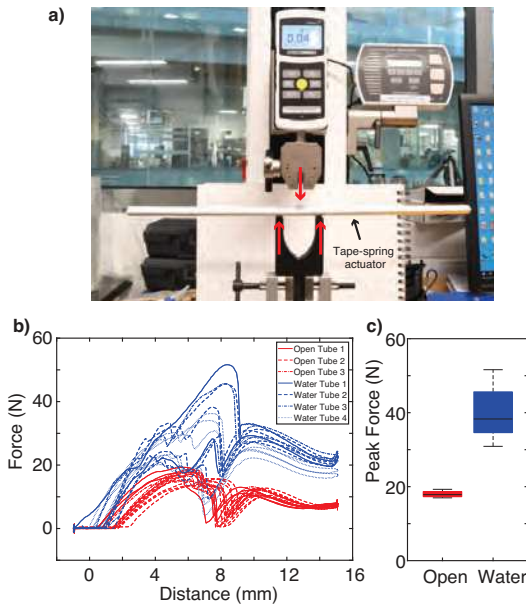 a)
0.04
Tape-spring
actuator
b)
Force (N)
60
40
20
0
0
4
8
12
16
Distance (mm)
Open Tube 1
Open Tube 2
Open Tube 3
Water Tube 1
Water Tube 2
Water Tube 3
Water Tube 4
c)
Peak Force (N)
60
40
20
0
Open Water